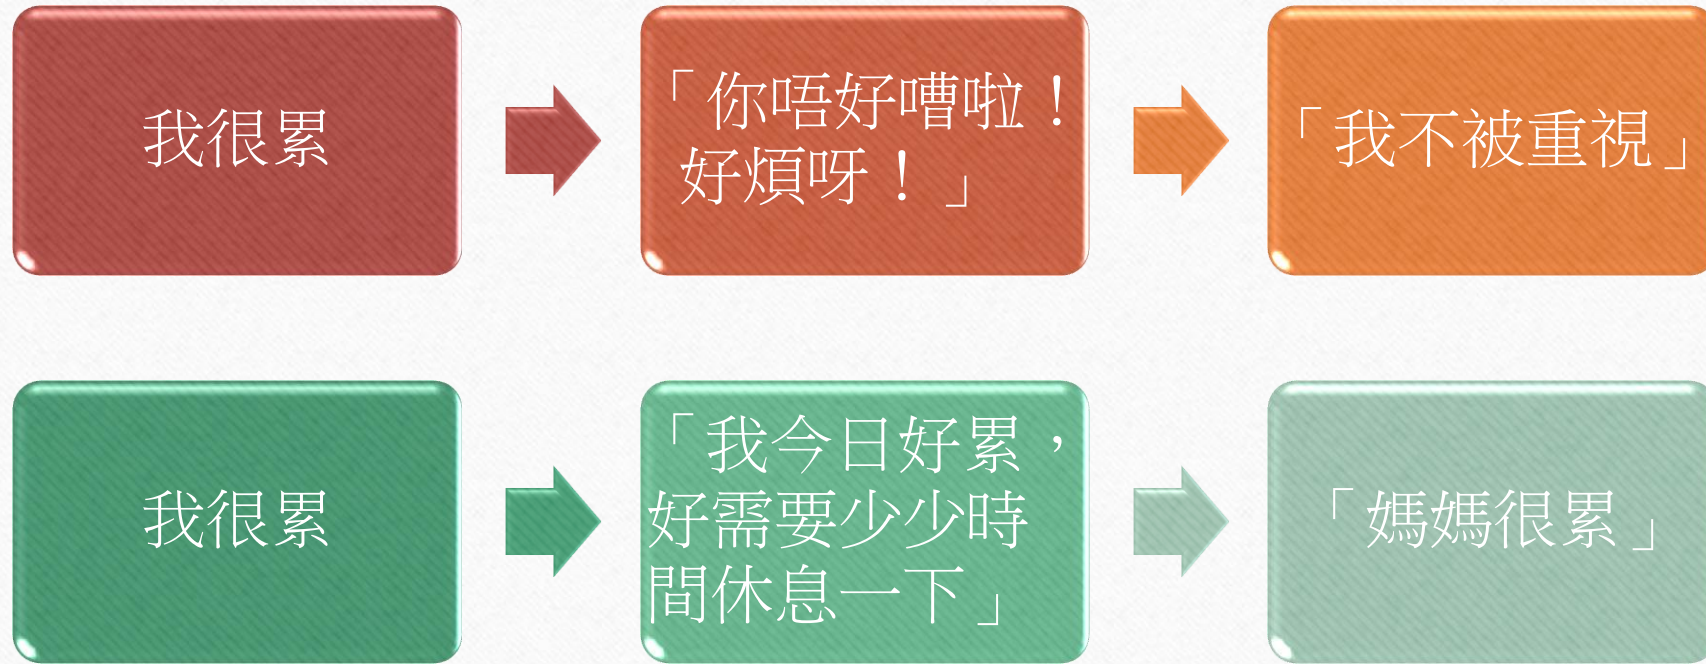 我很累
「你唔好嘈啦！
好煩呀！」
「我不被重視」
我很累
「我今日好累，
好需要少少時
間休息一下」
「媽媽很累」